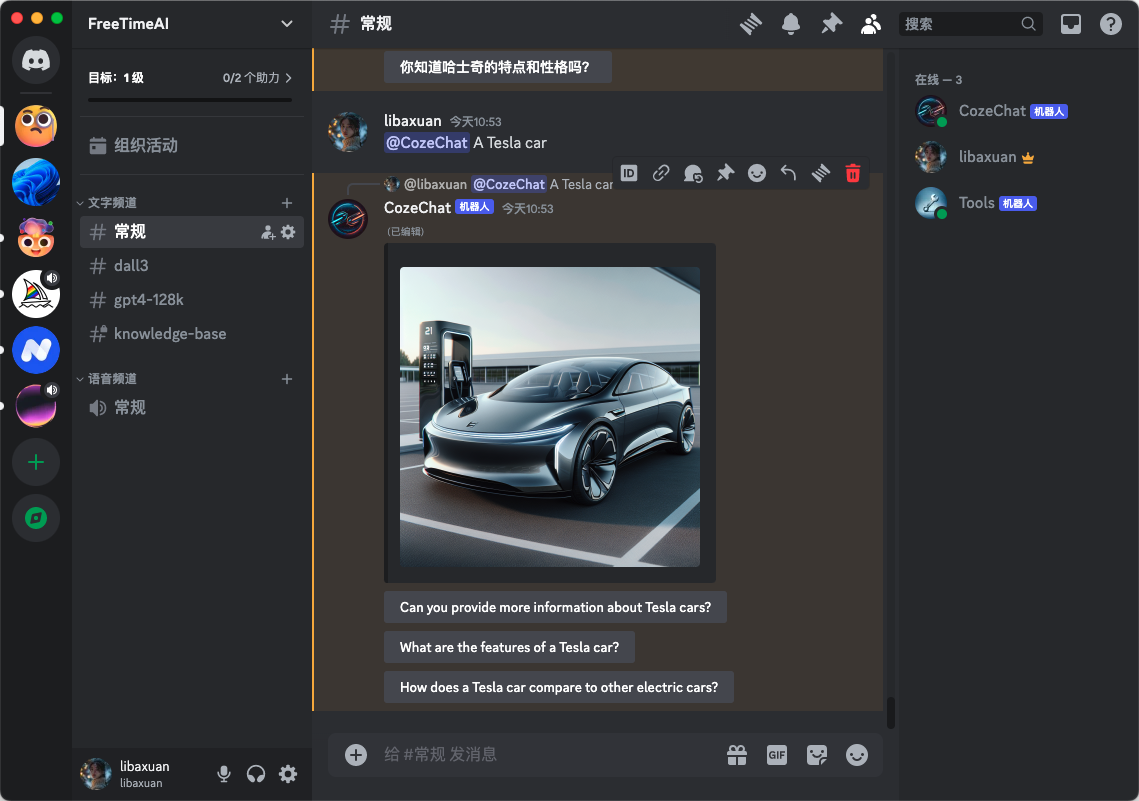 FreeTimeAI
目标：1 级
0/2 个助力
组织活动
文字频道
常规
dall3
gpt4-128k
knowledge-base
语音频道
常规
libaxuan
libaxuan
常规
搜索
你知道哈士奇的特点和性格吗?
libaxuan 今天10:53
@CozeChat A Tesla car
ID
@libaxuan @CozeChat A Tesla car
CozeChat 机器人 今天10:53
(已编辑)
21
Can you provide more information about Tesla cars?
What are the features of a Tesla car?
How does a Tesla car compare to other electric cars?
给 #常规 发消息
GIF
在线 — 3
CozeChat 机器人
libaxuan
Tools 机器人